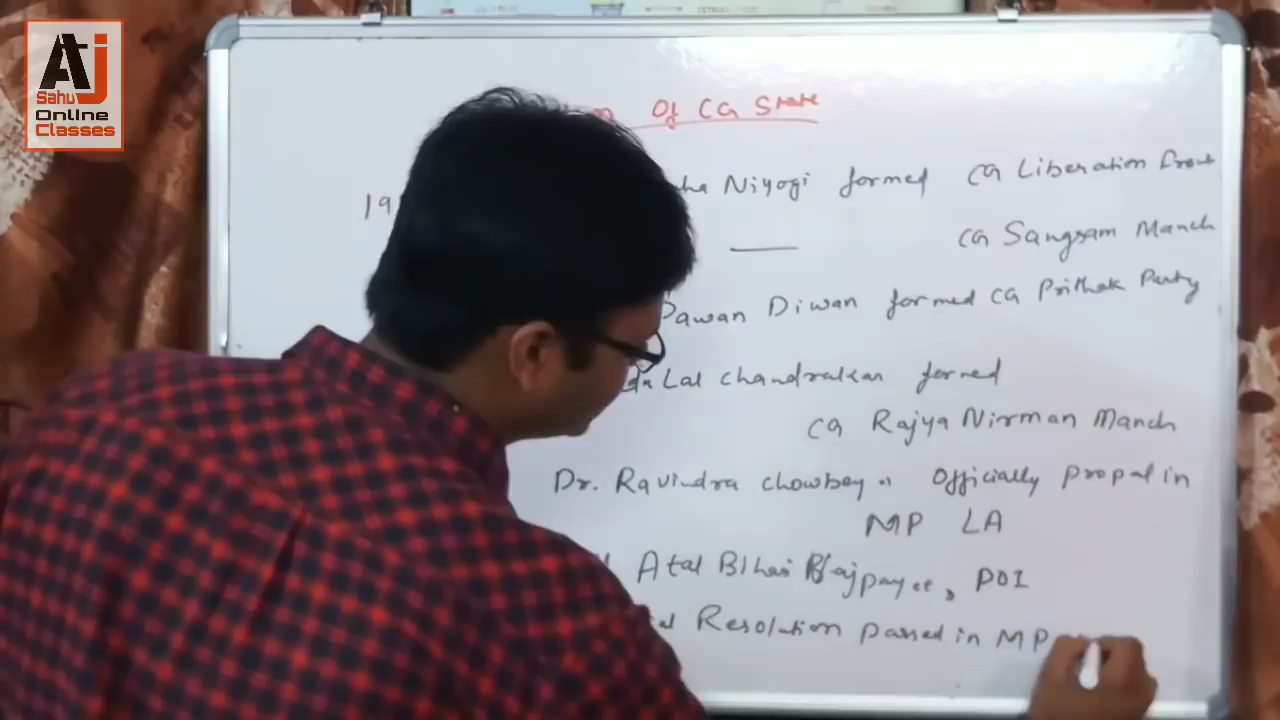 AJ
Sahu
Online
Classes
Of CG State
19
Niyogi formed CG Liberation Front
CG Sangram Manch
Pawan Diwan formed CG Prithak Party
Lal Chandrakar formed
CG Rajya Nirman Manch
Dr. Ravindra Chowbey Officially propal in
MP LA
Atal Bihari Bajpayee, POI
Resolution passed in MP